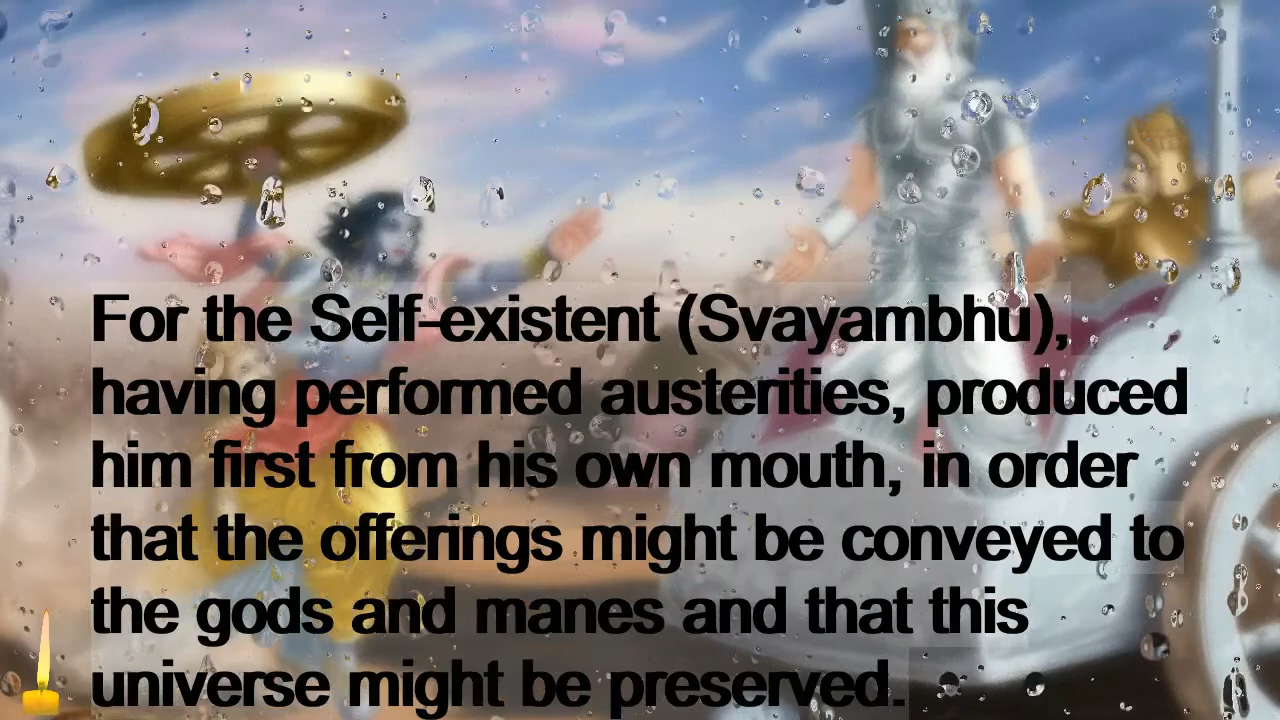 For the Self-existent (Svayambhu),
having performed austerities, produced
him first from his own mouth, in order
that the offerings might be conveyed to
the gods and manes and that this
universe might be preserved.